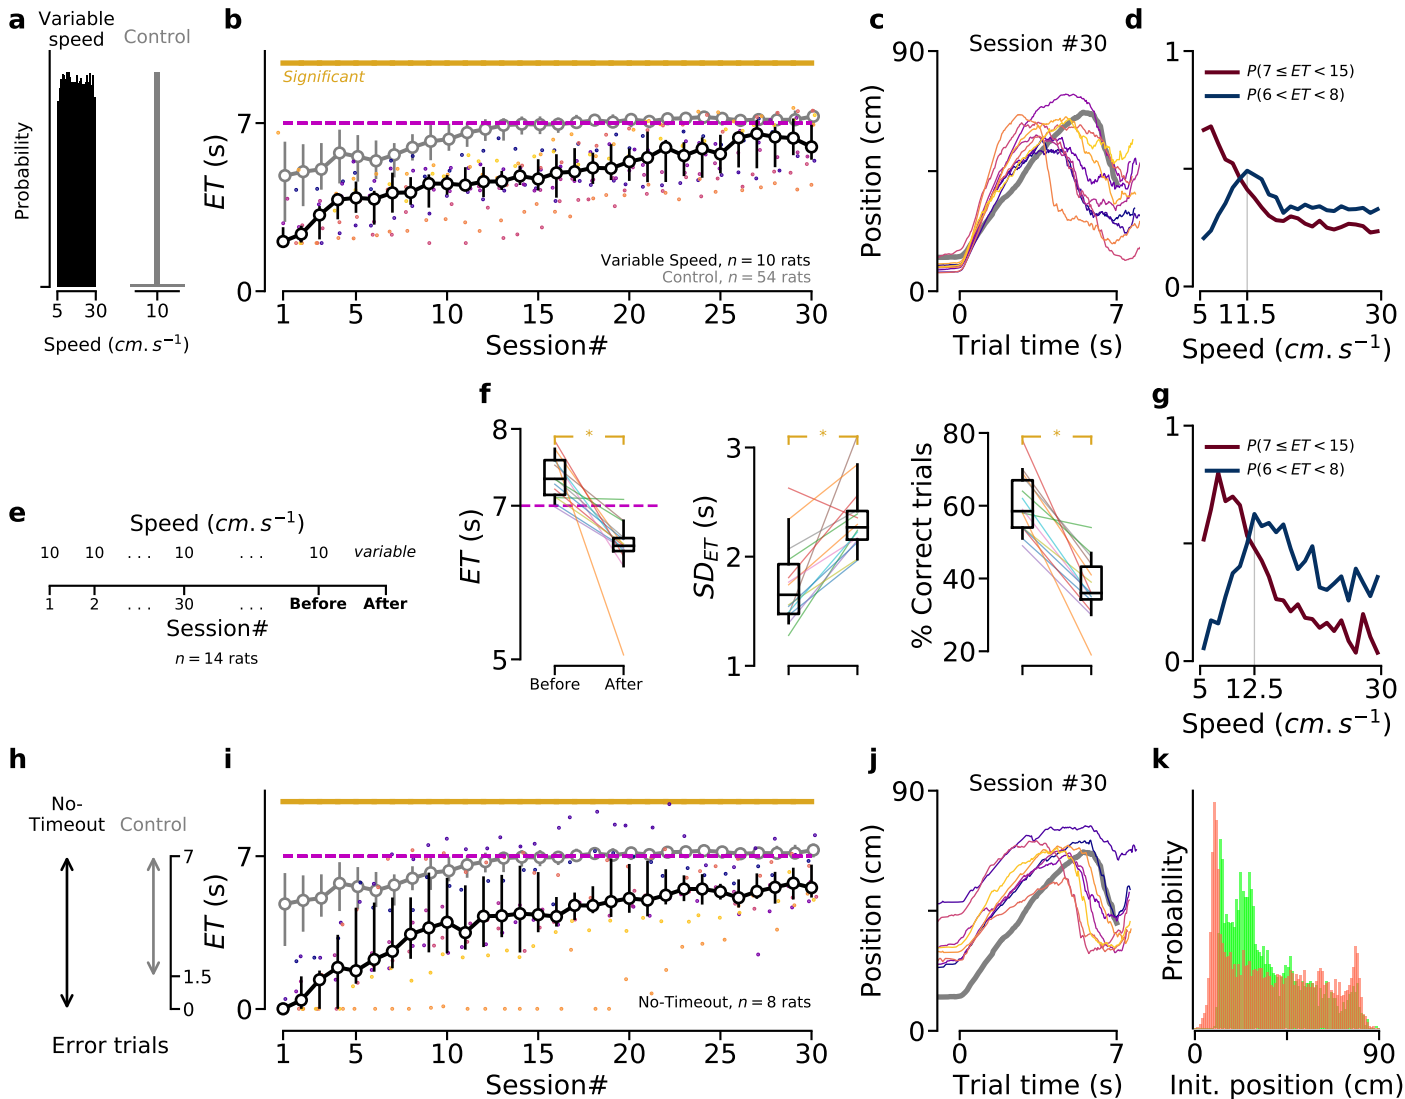 a
Variable
speed
Control
Probability
5
30
10
Speed (cm.s⁻¹)
b
Significant
7
0
ET (s)
Variable Speed, n = 10 rats
Control, n = 54 rats
1
5
10
15
20
25
30
Session#
c
Session #30
90
0
Position (cm)
0
7
Trial time (s)
d
1
0
P(7 ≤ ET < 15)
P(6 < ET < 8)
5
11.5
30
Speed (cm.s⁻¹)
e
Speed (cm.s⁻¹)
10 10 . . . 10 . . . 10 variable
1 2 . . . 30 . . . Before After
Session#
n = 14 rats
f
8
7
5
ET (s)
*
Before
After
3
2
1
SD_ET (s)
*
80
60
40
20
% Correct trials
*
g
1
0
P(7 ≤ ET < 15)
P(6 < ET < 8)
5
12.5
30
Speed (cm.s⁻¹)
h
No-
Timeout
Control
7
1.5
0
Error trials
i
7
0
ET (s)
No-Timeout, n = 8 rats
1
5
10
15
20
25
30
Session#
j
Session #30
90
0
Position (cm)
0
7
Trial time (s)
k
Probability
0
90
Init. position (cm)